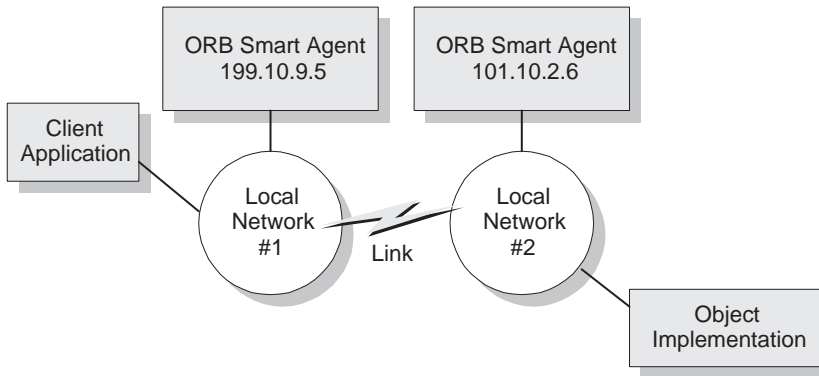 ORB Smart Agent
199.10.9.5
ORB Smart Agent
101.10.2.6
Client
Application
Local
Network
#1
Link
Local
Network
#2
Object
Implementation